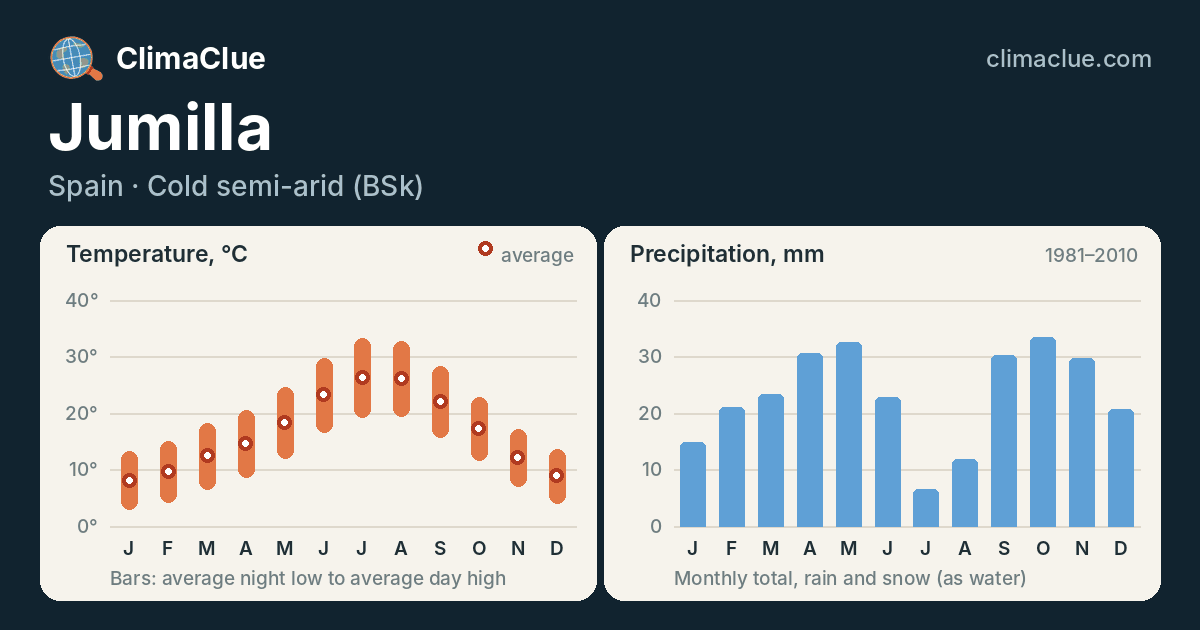 ClimaClue
climaclue.com
Jumilla
Spain · Cold semi-arid (BSk)
Temperature, °C
average
40°
30°
20°
10°
0°
J F M A M J J A S O N D
Bars: average night low to average day high
Precipitation, mm
1981–2010
40
30
20
10
0
J F M A M J J A S O N D
Monthly total, rain and snow (as water)